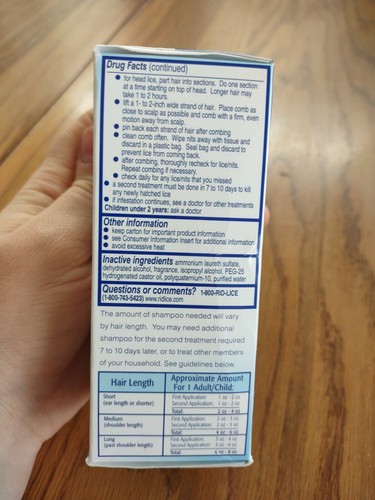 Drug Facts (continued)
• for head lice, part hair into sections. Do one section
at a time starting on top of head. Longer hair may
take 1 to 2 hours.
• lift a 1- to 2-inch wide strand of hair. Place comb as
close to scalp as possible and comb with a firm, even
motion away from scalp.
• pin back each strand of hair after combing
• clean comb often. Wipe nits away with tissue and
discard in a plastic bag. Seal bag and discard to
prevent lice from coming back.
• after combing, thoroughly recheck for lice/nits.
Repeat combing if necessary.
• check daily for any lice/nits that you missed
• a second treatment must be done in 7 to 10 days to kill
any newly hatched lice
• if infestation continues, see a doctor for other treatments
Children under 2 years: ask a doctor
Other information
• keep carton for important product information
• see Consumer Information Insert for additional information
• avoid excessive heat
Inactive ingredients ammonium laureth sulfate,
dehydrated alcohol, fragrance, isopropyl alcohol, PEG-25
hydrogenated castor oil, polyquaternium-10, purified water
Questions or comments? 1-800-RID-LICE
(1-800-743-5423) www.ridlice.com
The amount of shampoo needed will vary
by hair length. You may need additional
shampoo for the second treatment required
7 to 10 days later, or to treat other members
of your household. See guidelines below.
Hair Length
Approximate Amount
For 1 Adult/Child:
Short
(ear length or shorter)
First Application: 1 oz - 2 oz
Second Application: 1 oz - 2 oz
Total: 2 oz - 4 oz
Medium
(shoulder length)
First Application: 2 oz - 3 oz
Second Application: 2 oz - 3 oz
Total: 4 oz - 6 oz
Long
(past shoulder length)
First Application: 3 oz - 4 oz
Second Application: 3 oz - 4 oz
Total: 6 oz - 8 oz